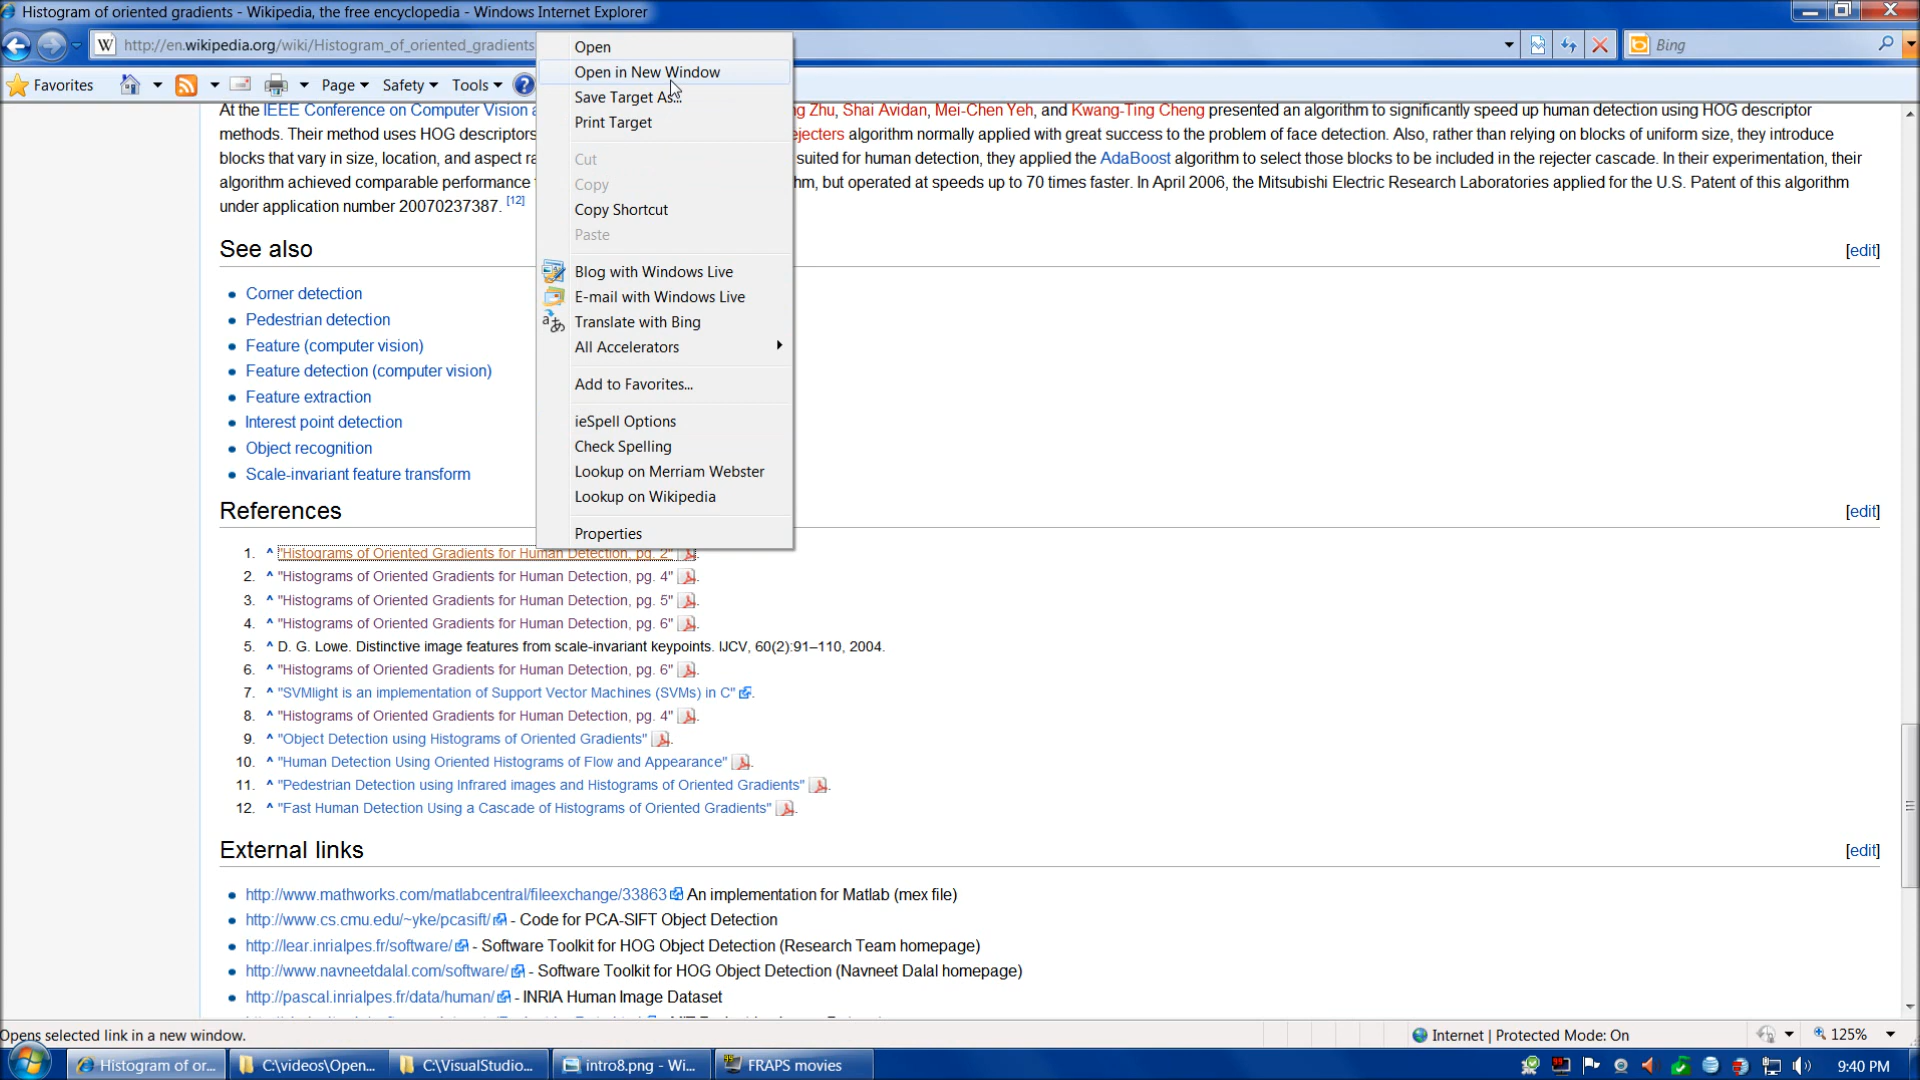 Histogram of oriented gradients - Wikipedia, the free encyclopedia - Windows Internet Explorer
http://en.wikipedia.org/wiki/Histogram_of_oriented_gradients
Bing
Favorites
Page
Safety
Tools
Open
Open in New Window
Save Target As...
Print Target
Cut
Copy
Copy Shortcut
Paste
Blog with Windows Live
E-mail with Windows Live
Translate with Bing
All Accelerators
Add to Favorites...
ieSpell Options
Check Spelling
Lookup on Merriam Webster
Lookup on Wikipedia
Properties
At the IEEE Conference on Computer Vision Zhu, Shai Avidan, Mei-Chen Yeh, and Kwang-Ting Cheng presented an algorithm to significantly speed up human detection using HOG descriptor
methods. Their method uses HOG descriptors algorithm normally applied with great success to the problem of face detection. Also, rather than relying on blocks of uniform size, they introduce
blocks that vary in size, location, and aspect suited for human detection, they applied the AdaBoost algorithm to select those blocks to be included in the rejecter cascade. In their experimentation, their
algorithm achieved comparable performance but operated at speeds up to 70 times faster. In April 2006, the Mitsubishi Electric Research Laboratories applied for the U.S. Patent of this algorithm
under application number 20070237387. [12]
See also [edit]
Corner detection
Pedestrian detection
Feature (computer vision)
Feature detection (computer vision)
Feature extraction
Interest point detection
Object recognition
Scale-invariant feature transform
References [edit]
1. ^ "Histograms of Oriented Gradients for Human Detection, pg. 2" .
2. ^ "Histograms of Oriented Gradients for Human Detection, pg. 4" .
3. ^ "Histograms of Oriented Gradients for Human Detection, pg. 5" .
4. ^ "Histograms of Oriented Gradients for Human Detection, pg. 6" .
5. ^ D. G. Lowe. Distinctive image features from scale-invariant keypoints. IJCV, 60(2):91–110, 2004.
6. ^ "Histograms of Oriented Gradients for Human Detection, pg. 6" .
7. ^ "SVMlight is an implementation of Support Vector Machines (SVMs) in C" .
8. ^ "Histograms of Oriented Gradients for Human Detection, pg. 4" .
9. ^ "Object Detection using Histograms of Oriented Gradients" .
10. ^ "Human Detection Using Oriented Histograms of Flow and Appearance" .
11. ^ "Pedestrian Detection using Infrared images and Histograms of Oriented Gradients" .
12. ^ "Fast Human Detection Using a Cascade of Histograms of Oriented Gradients" .
External links [edit]
http://www.mathworks.com/matlabcentral/fileexchange/33863 An implementation for Matlab (mex file)
http://www.cs.cmu.edu/~yke/pcasift/ - Code for PCA-SIFT Object Detection
http://lear.inrialpes.fr/software/ - Software Toolkit for HOG Object Detection (Research Team homepage)
http://www.navneetdalal.com/software/ - Software Toolkit for HOG Object Detection (Navneet Dalal homepage)
http://pascal.inrialpes.fr/data/human/ - INRIA Human Image Dataset
Opens selected link in a new window.
Internet | Protected Mode: On
125%
Histogram of or...
C:\videos\Open...
C:\VisualStudio...
intro8.png - Wi...
FRAPS movies
9:40 PM